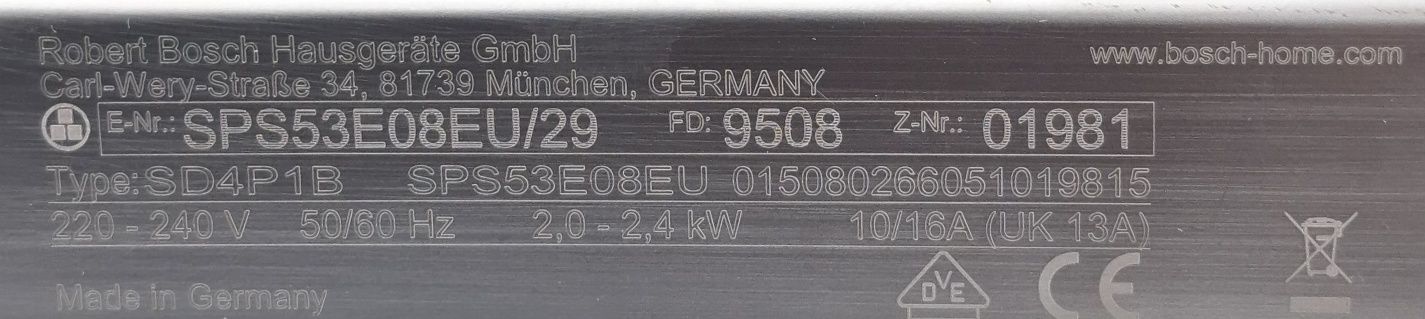 Robert Bosch Hausgeräte GmbH www.bosch-home.com
Carl-Wery-Straße 34, 81739 München, GERMANY
E-Nr.: SPS53E08EU/29 FD: 9508 Z-Nr.: 01981
Type: SD4P1B SPS53E08EU 015080266051019815
220 - 240 V 50/60 Hz 2,0 - 2,4 kW 10/16A (UK 13A)
Made in Germany
DVE CE